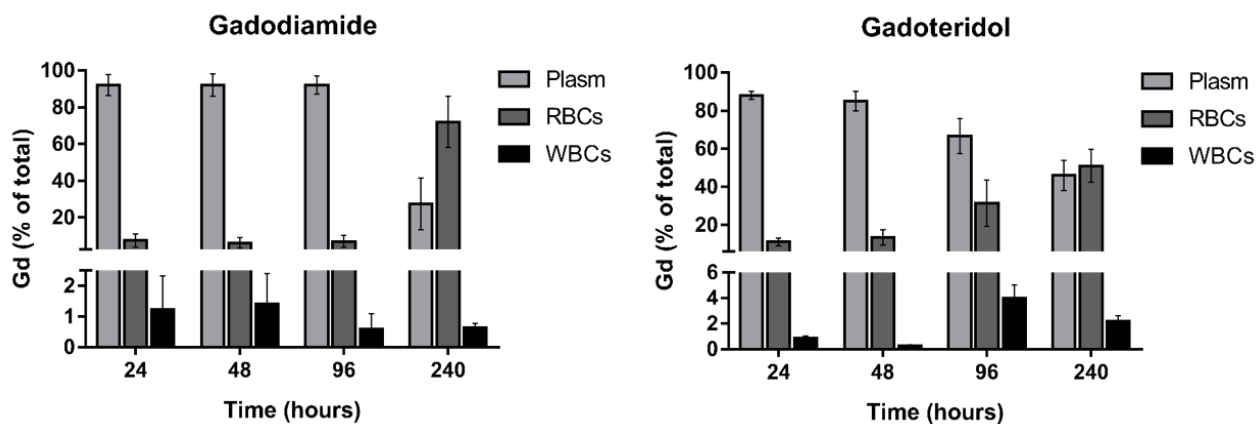 Gadodiamide
Gd (% of total)
100
80
60
40
20
2
1
0
24 48 96 240
Time (hours)
Plasm
RBCs
WBCs
Gadoteridol
Gd (% of total)
100
80
60
40
20
6
4
2
0
24 48 96 240
Time (hours)
Plasm
RBCs
WBCs